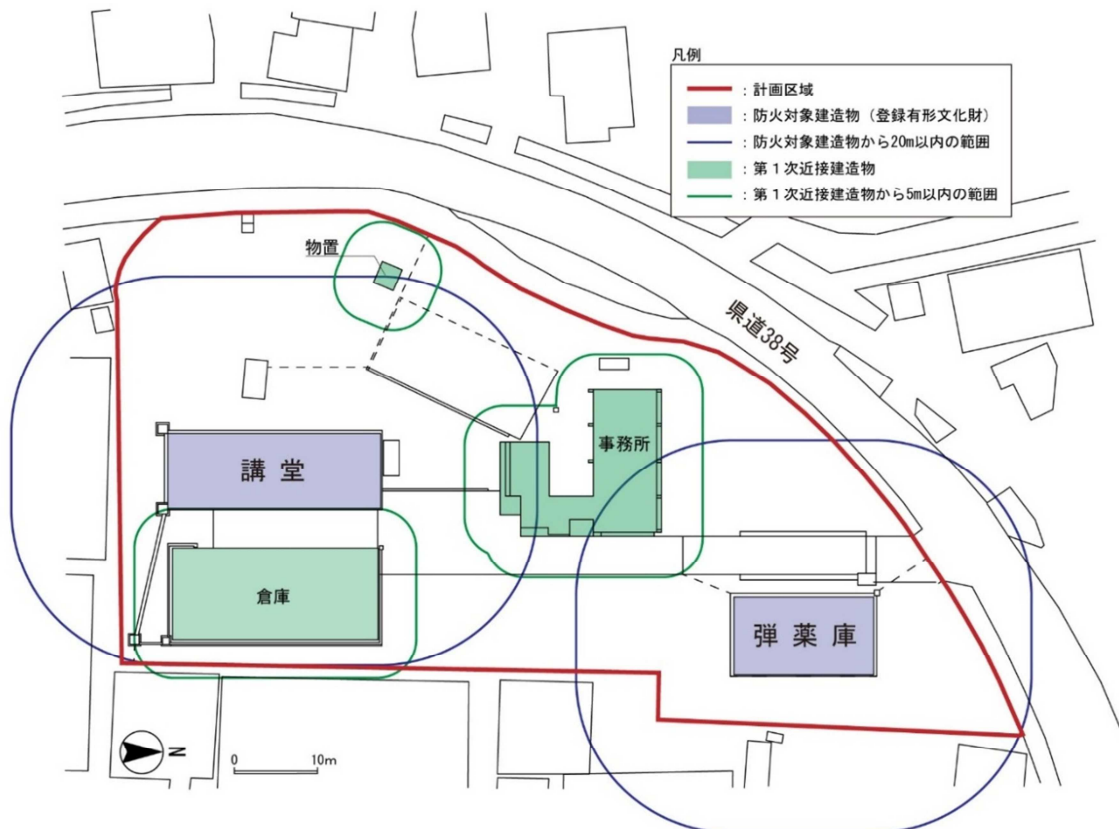 凡例
：計画区域
：防火対象建造物（登録有形文化財）
：防火対象建造物から20m以内の範囲
：第１次近接建造物
：第１次近接建造物から5m以内の範囲
物置
県道38号
事務所
講堂
倉庫
弾薬庫
N
0 10m